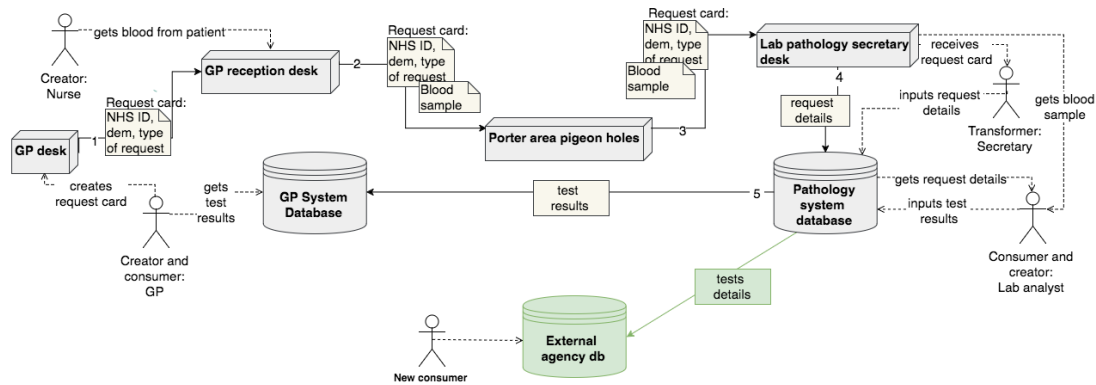 gets blood from patient
Creator:
Nurse
GP reception desk
2
Request card:
NHS ID,
dem, type
of request
Blood
sample
Request card:
NHS ID,
dem, type
of request
Blood
sample
3
Porter area pigeon holes
Lab pathology secretary
desk
receives
request card
4
inputs request
details
gets blood
sample
Transformer:
Secretary
request
details
Request card:
NHS ID,
dem, type
of request
1
GP desk
creates
request card
Creator and
consumer:
GP
gets
test
results
GP System
Database
test
results
5
Pathology
system
database
gets request details
inputs test
results
Consumer and
creator:
Lab analyst
tests
details
External
agency db
New consumer